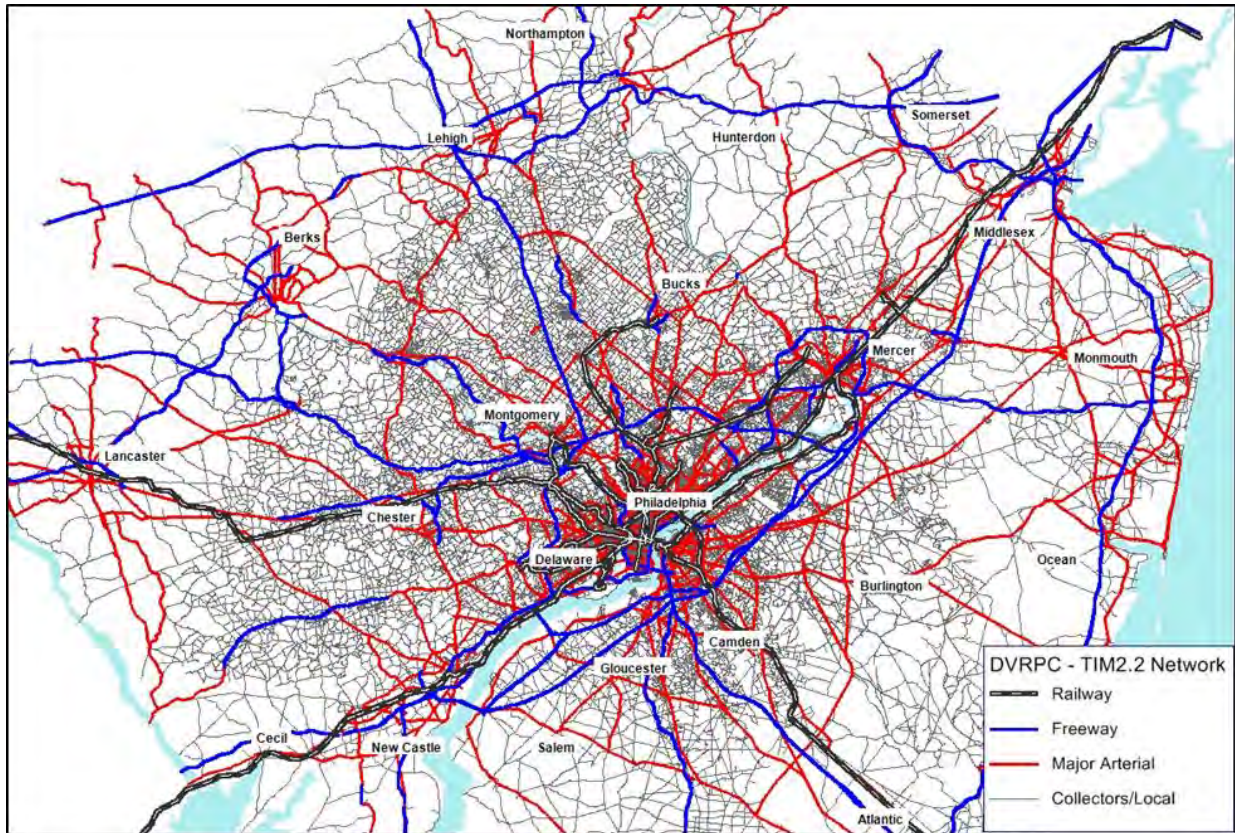 Northampton
Somerset
Lehigh
Hunterdon
Middlesex
Berks
Bucks
Mercer
Monmouth
Montgomery
Lancaster
Philadelphia
Chester
Delaware
Ocean
Burlington
Camden
Gloucester
Cecil
New Castle
Salem
Atlantic
DVRPC - TIM2.2 Network
Railway
Freeway
Major Arterial
Collectors/Local